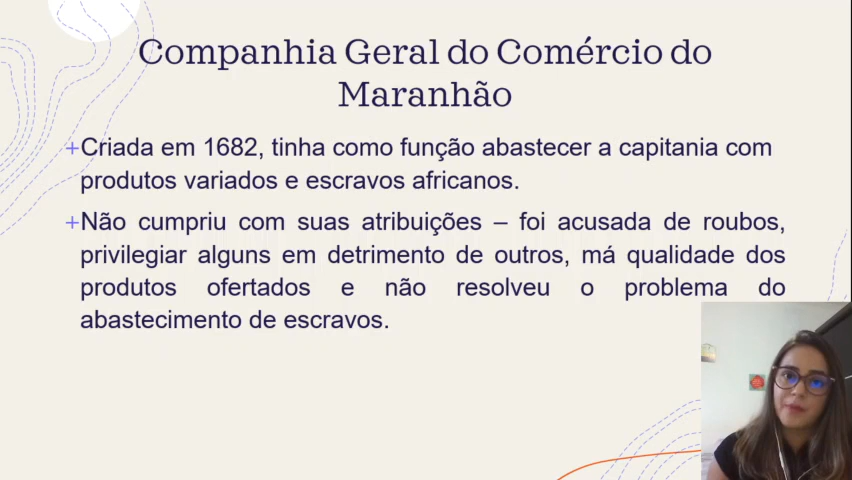 Companhia Geral do Comércio do
Maranhão
+Criada em 1682, tinha como função abastecer a capitania com
produtos variados e escravos africanos.
+Não cumpriu com suas atribuições – foi acusada de roubos,
privilegiar alguns em detrimento de outros, má qualidade dos
produtos ofertados e não resolveu o problema do
abastecimento de escravos.